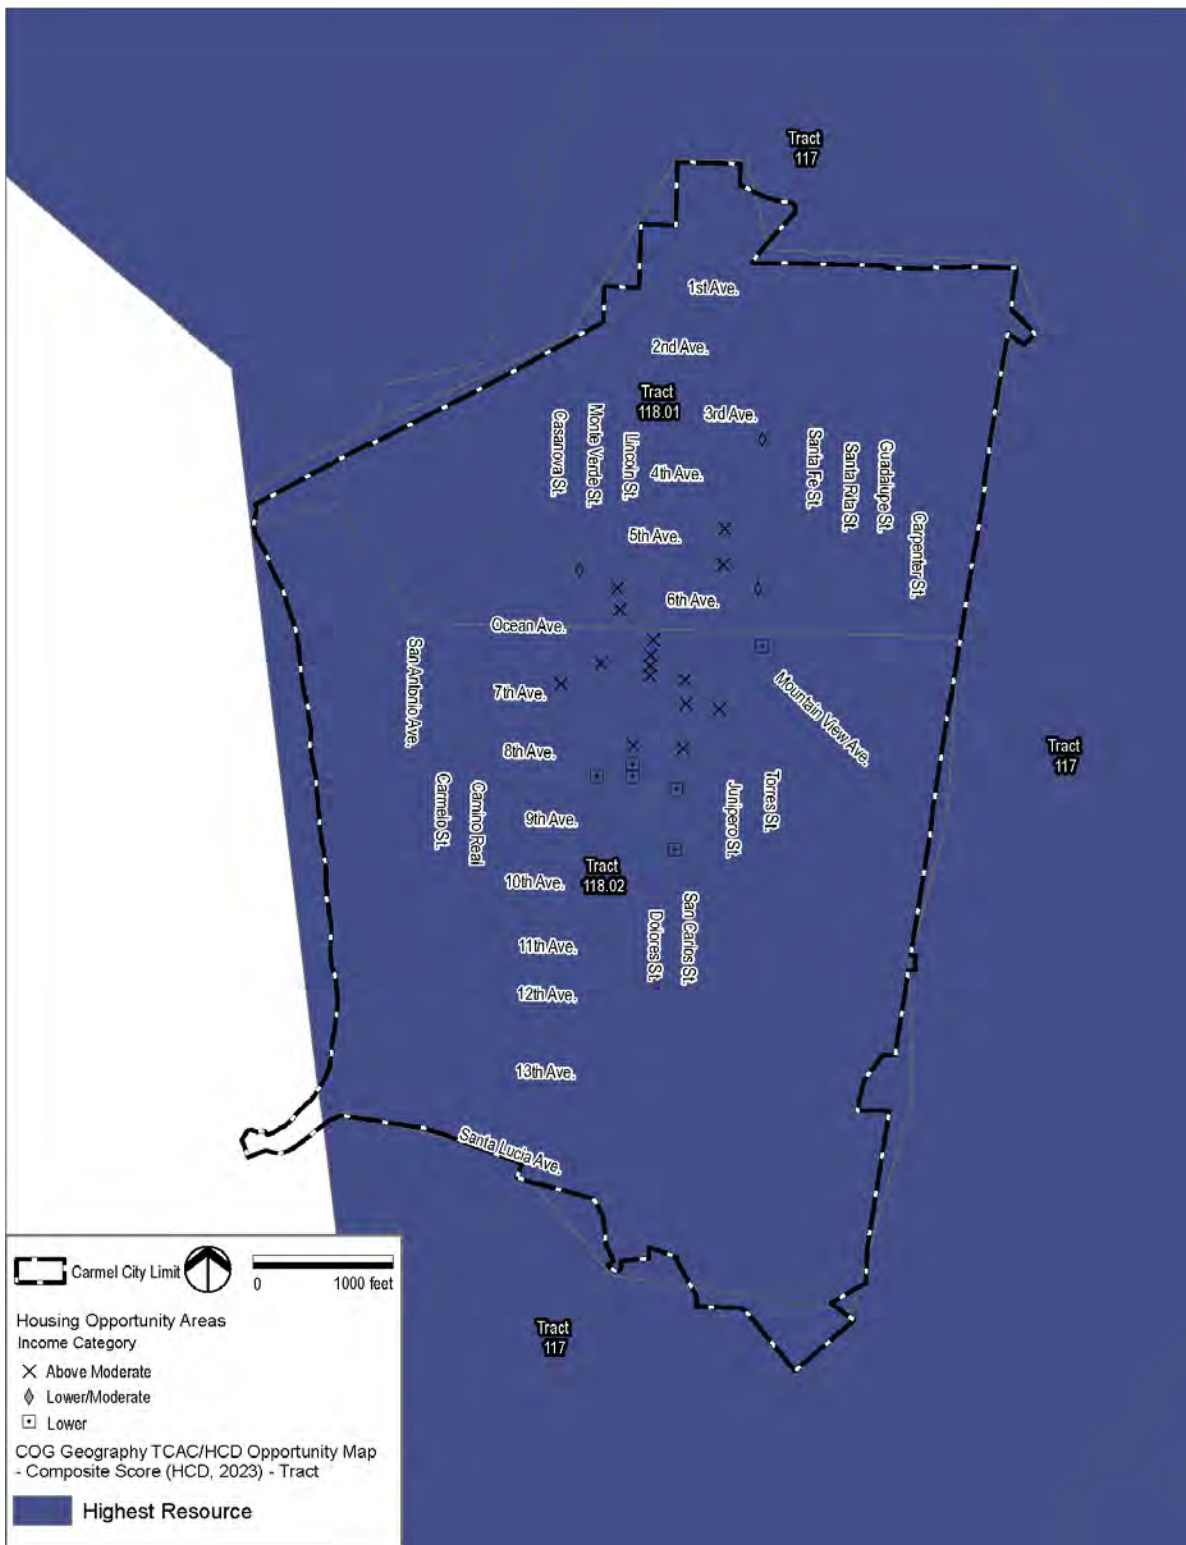 Tract
117
1st Ave.
2nd Ave.
Tract
118.01
3rd Ave.
Casanova St.
Monte Verde St.
Lincoln St.
4th Ave.
Santa Fe St.
Santa Rita St.
Guadalupe St.
Carpenter St.
5th Ave.
6th Ave.
Ocean Ave.
San Antonio Ave.
7th Ave.
Mountain View Ave.
Tract
117
8th Ave.
Carmelo St.
Camino Real
Junipero St.
Torres St.
9th Ave.
Tract
118.02
10th Ave.
Dolores St.
San Carlos St.
11th Ave.
12th Ave.
13th Ave.
Santa Lucia Ave.
Tract
117
Carmel City Limit
0 1000 feet
Housing Opportunity Areas
Income Category
Above Moderate
Lower/Moderate
Lower
COG Geography TCAC/HCD Opportunity Map
- Composite Score (HCD, 2023) - Tract
Highest Resource